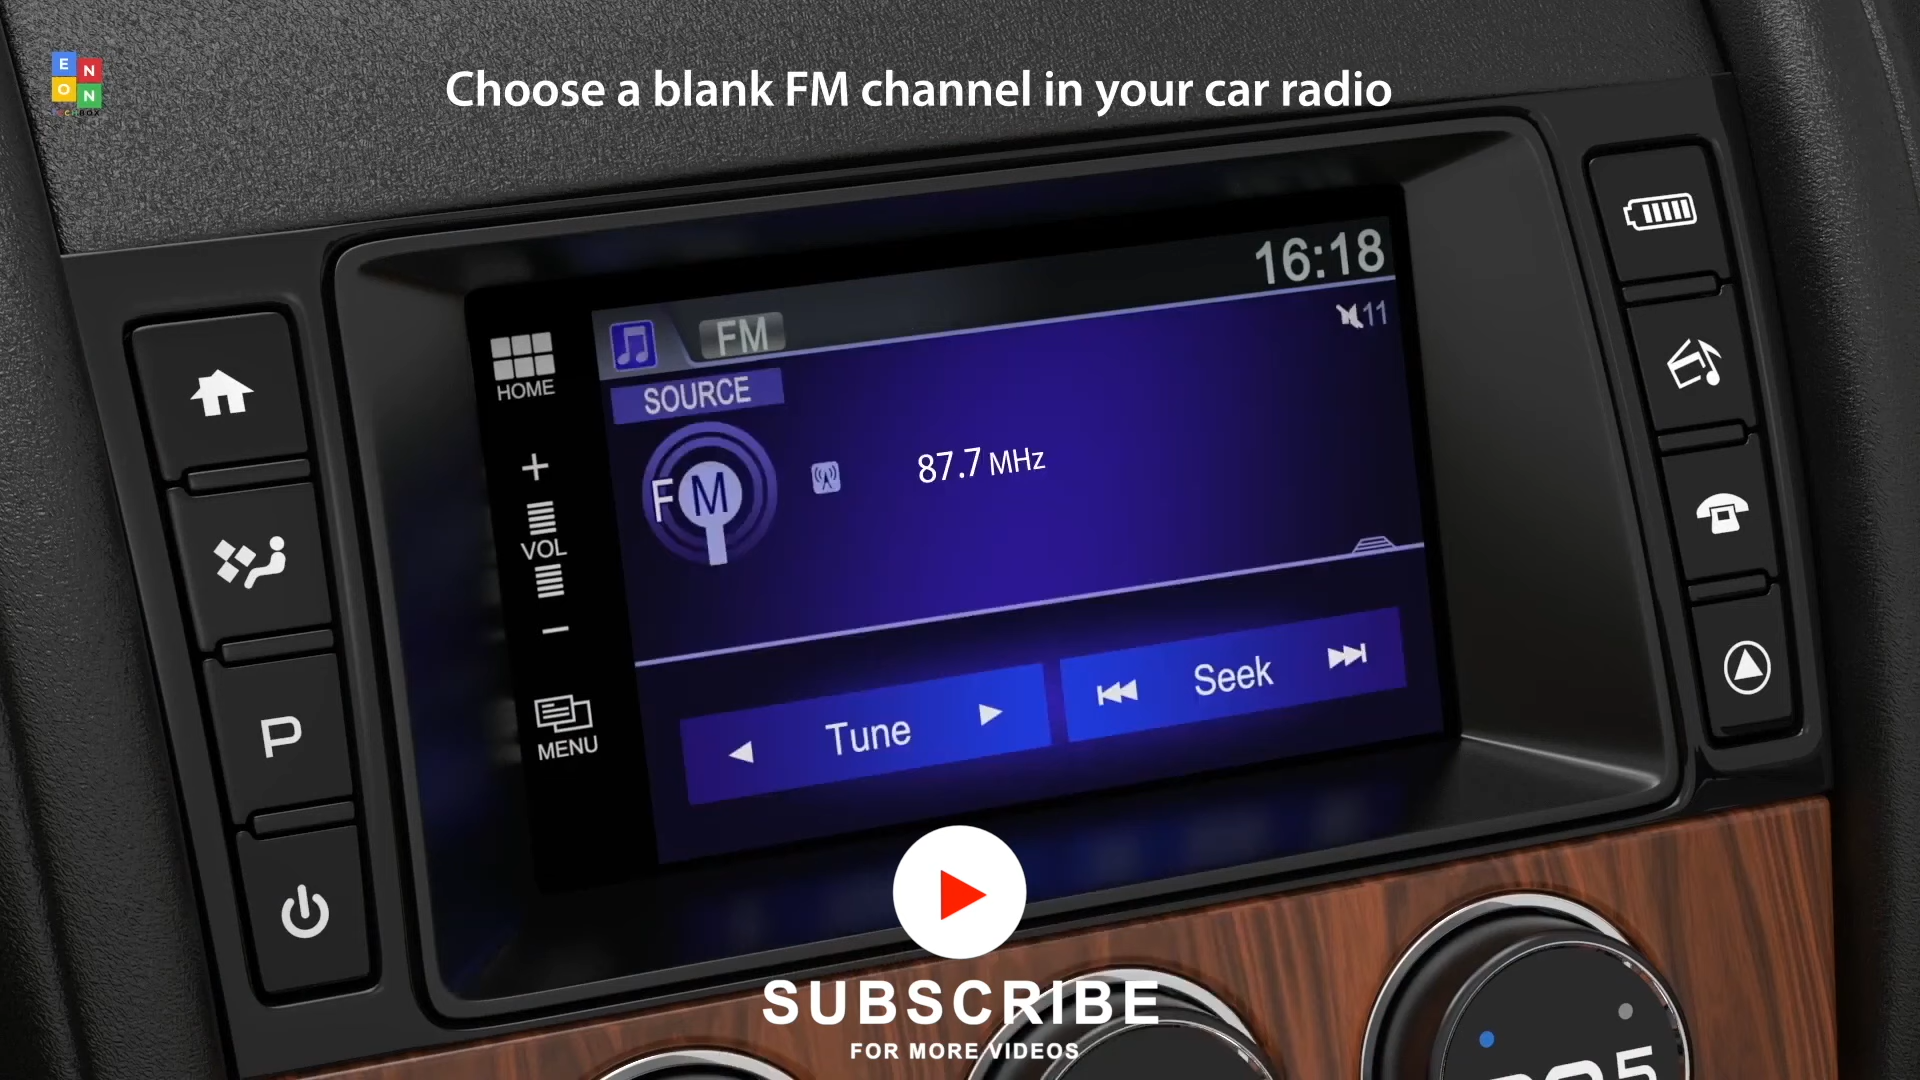 E
N
O
N
Choose a blank FM channel in your car radio
16:18
11
FM
HOME
SOURCE
FM
87.7 MHz
+
VOL
−
MENU
Tune
Seek
P
SUBSCRIBE
FOR MORE VIDEOS